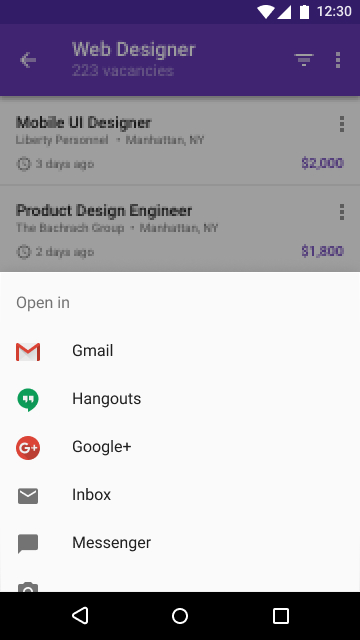 12:30
Web Designer
223 vacancies
Mobile UI Designer
Liberty Personnel • Manhattan, NY
3 days ago $2,000
Product Design Engineer
The Bachrach Group • Manhattan, NY
2 days ago $1,800
Open in
Gmail
Hangouts
G+ Google+
Inbox
Messenger